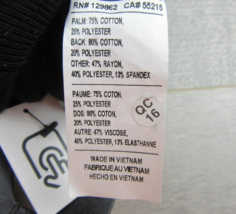 RN# 129862 CA# 55215
PALM: 75% COTTON,
25% POLYESTER
BACK: 80% COTTON,
20% POLYESTER
OTHER: 47% RAYON,
40% POLYESTER, 13% SPANDEX
PAUME: 75% COTON,
25% POLYESTER
DOS: 80% COTON,
20% POLYESTER
AUTRE: 47% VISCOSE,
40% POLYESTER, 13% ELASTHANNE
QC
16
MADE IN VIETNAM
FABRIQUE AU VIETNAM
HECHO EN VIETNAM